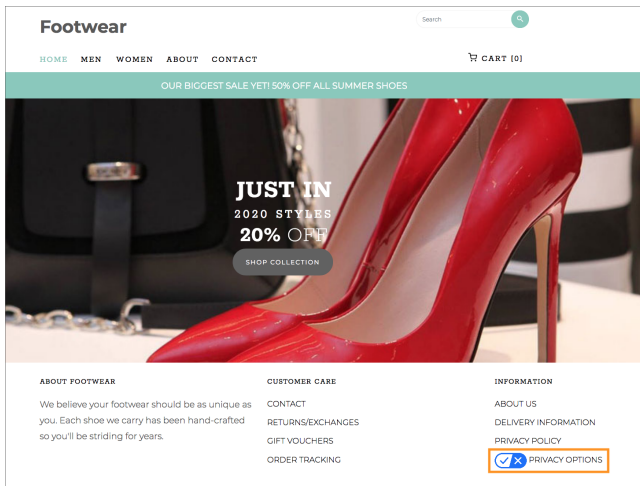 Footwear
Search
HOME MEN WOMEN ABOUT CONTACT
CART [0]
OUR BIGGEST SALE YET! 50% OFF ALL SUMMER SHOES
JUST IN
2020 STYLES
20% OFF
SHOP COLLECTION
ABOUT FOOTWEAR
We believe your footwear should be as unique as
you. Each shoe we carry has been hand-crafted
so you'll be striding for years.
CUSTOMER CARE
CONTACT
RETURNS/EXCHANGES
GIFT VOUCHERS
ORDER TRACKING
INFORMATION
ABOUT US
DELIVERY INFORMATION
PRIVACY POLICY
PRIVACY OPTIONS